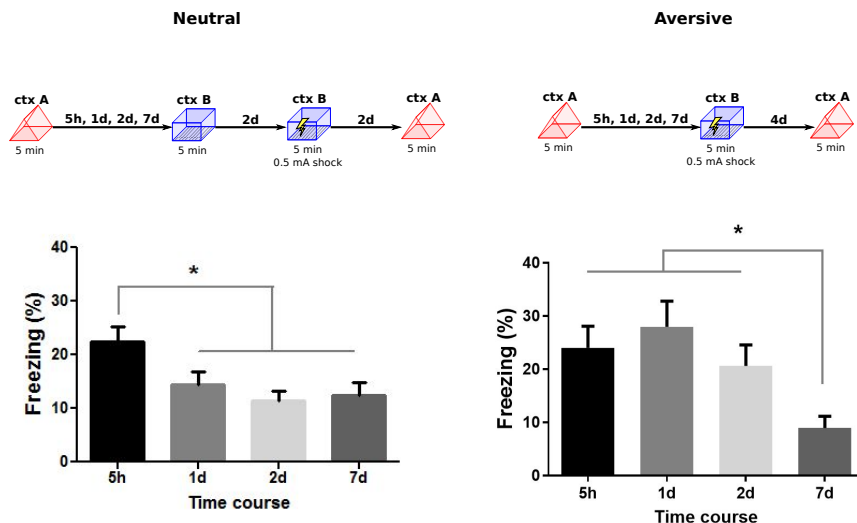 Neutral
ctx A
5h, 1d, 2d, 7d
ctx B
2d
ctx B
2d
ctx A
5 min
5 min
5 min
0.5 mA shock
5 min
Freezing (%)
40
30
20
10
0
*
5h
1d
2d
7d
Time course
Aversive
ctx A
5h, 1d, 2d, 7d
ctx B
4d
ctx A
5 min
5 min
0.5 mA shock
5 min
Freezing (%)
40
30
20
10
0
*
5h
1d
2d
7d
Time course